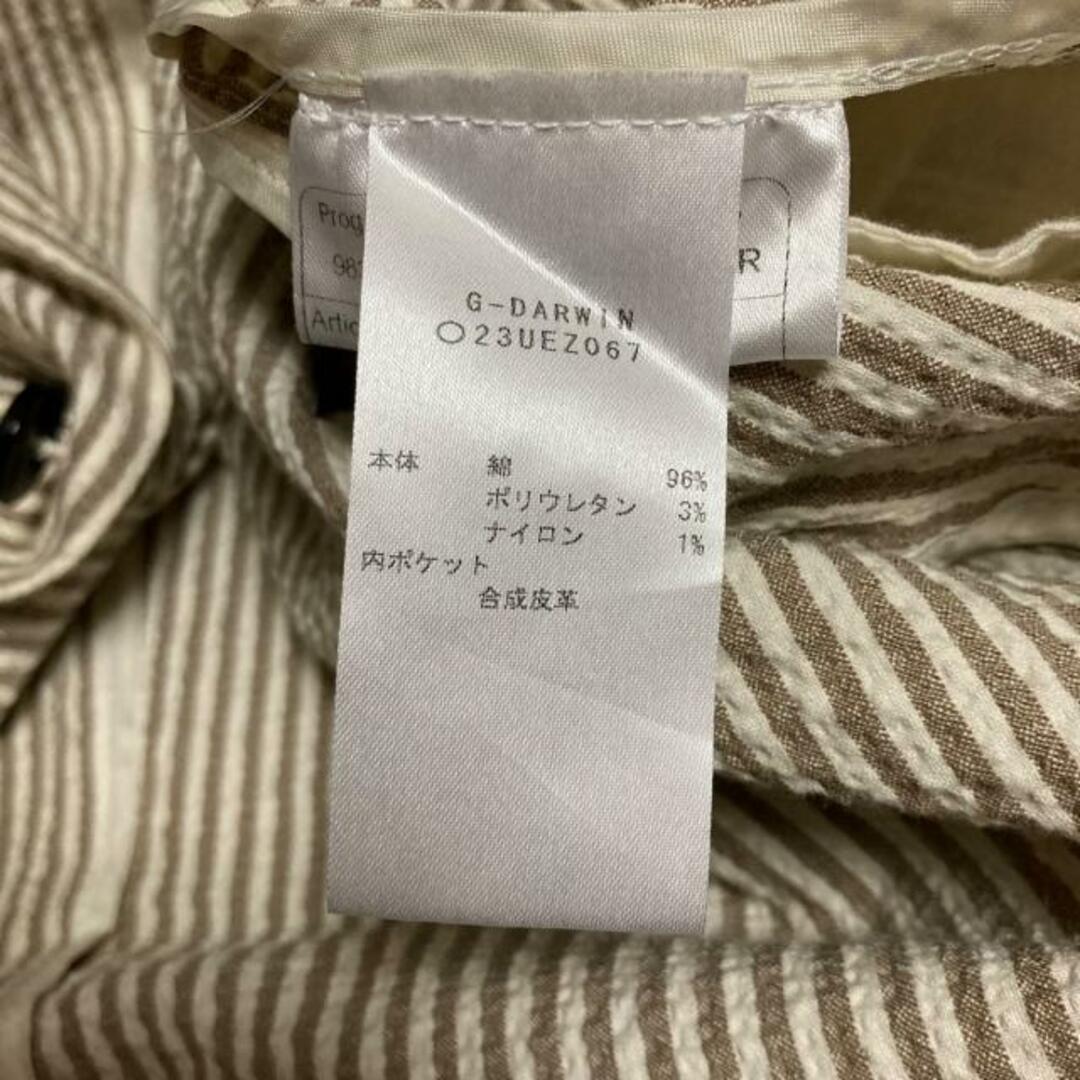 G-DARWIN
○23UEZ067
本体 綿 96%
ポリウレタン 3%
ナイロン 1%
内ポケット
合成皮革
R